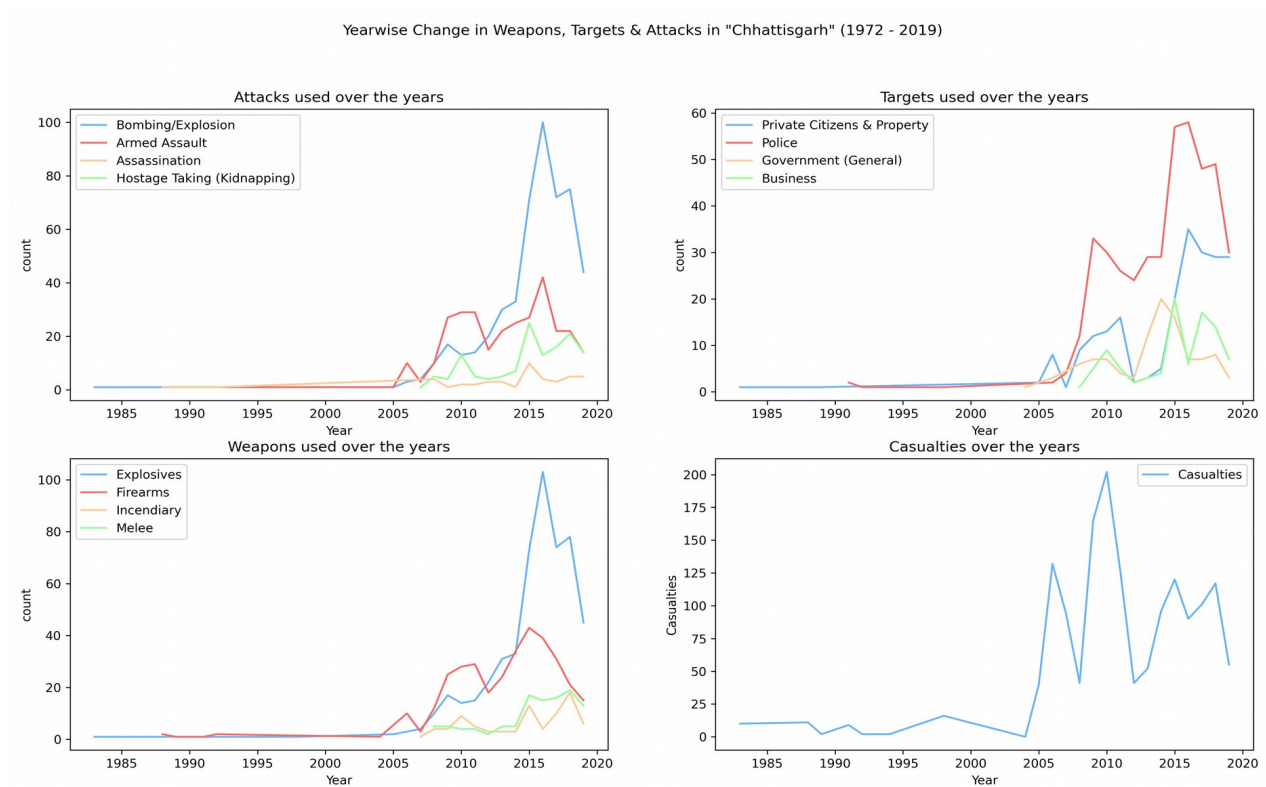 Yearwise Change in Weapons, Targets & Attacks in "Chhattisgarh" (1972 - 2019)
Attacks used over the years
Bombing/Explosion
Armed Assault
Assassination
Hostage Taking (Kidnapping)
100
80
60
40
20
0
count
1985 1990 1995 2000 2005 2010 2015 2020
Year
Targets used over the years
Private Citizens & Property
Police
Government (General)
Business
60
50
40
30
20
10
0
count
1985 1990 1995 2000 2005 2010 2015 2020
Year
Weapons used over the years
Explosives
Firearms
Incendiary
Melee
100
80
60
40
20
0
count
1985 1990 1995 2000 2005 2010 2015 2020
Year
Casualties over the years
Casualties
200
175
150
125
100
75
50
25
0
Casualties
1985 1990 1995 2000 2005 2010 2015 2020
Year